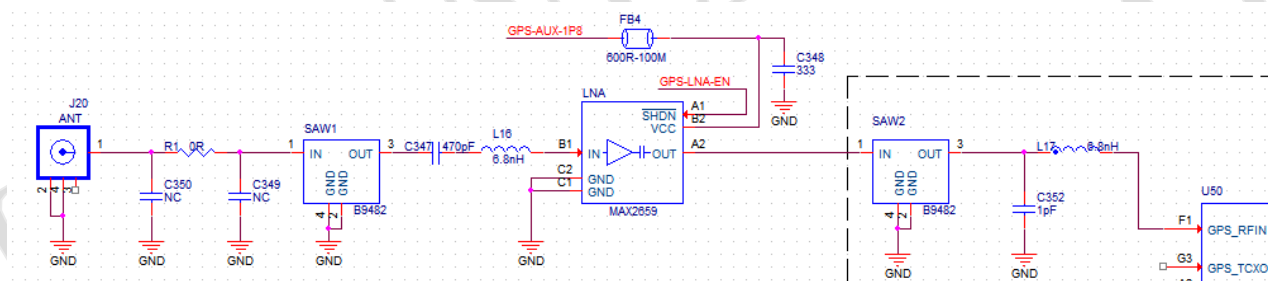 FB4
GPS-AUX-1P8
600R-100M
C348
333
GPS-LNA-EN
GND
J20
ANT
1
2
4
3
R1 0R
C350
NC
C349
NC
GND
GND
GND
SAW1
1
IN OUT
3
GND
GND
4
2
B9482
GND
C347 470pF
L16
6.8nH
LNA
SHDN
A1
VCC
B2
B1
IN OUT
A2
C2
GND
C1
GND
MAX2659
GND
SAW2
1
IN OUT
3
GND
GND
4
2
B9482
GND
L17 6.8nH
C352
1pF
GND
U50
F1
GPS_RFIN
G3
GPS_TCXO